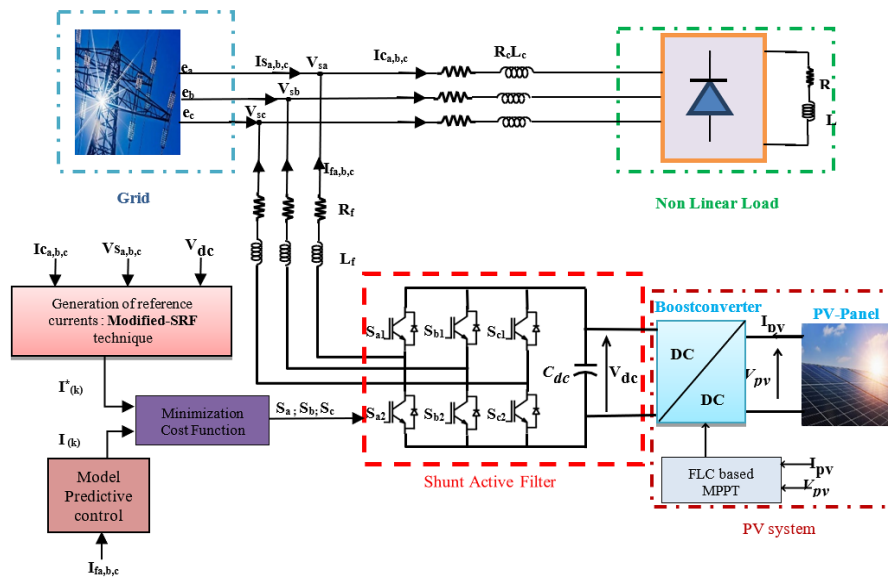 Isa,b,c
Vsa
Ica,b,c
RcLc
ea
Vsb
eb
Vsc
ec
R
L
Ifa,b,c
Grid
Non Linear Load
Rf
Lf
Ica,b,c
Vsa,b,c
Vdc
Generation of reference
currents : Modified-SRF
technique
Sa1
Sb1
Sc1
Cdc
Vdc
Boostconverter
PV-Panel
DC
DC
Ipv
Vpv
I*(k)
Minimization
Cost Function
Sa ; Sb; Sc
Sa2
Sb2
Sc2
I(k)
Model
Predictive
control
Shunt Active Filter
FLC based
MPPT
Ipv
Vpv
PV system
Ifa,b,c